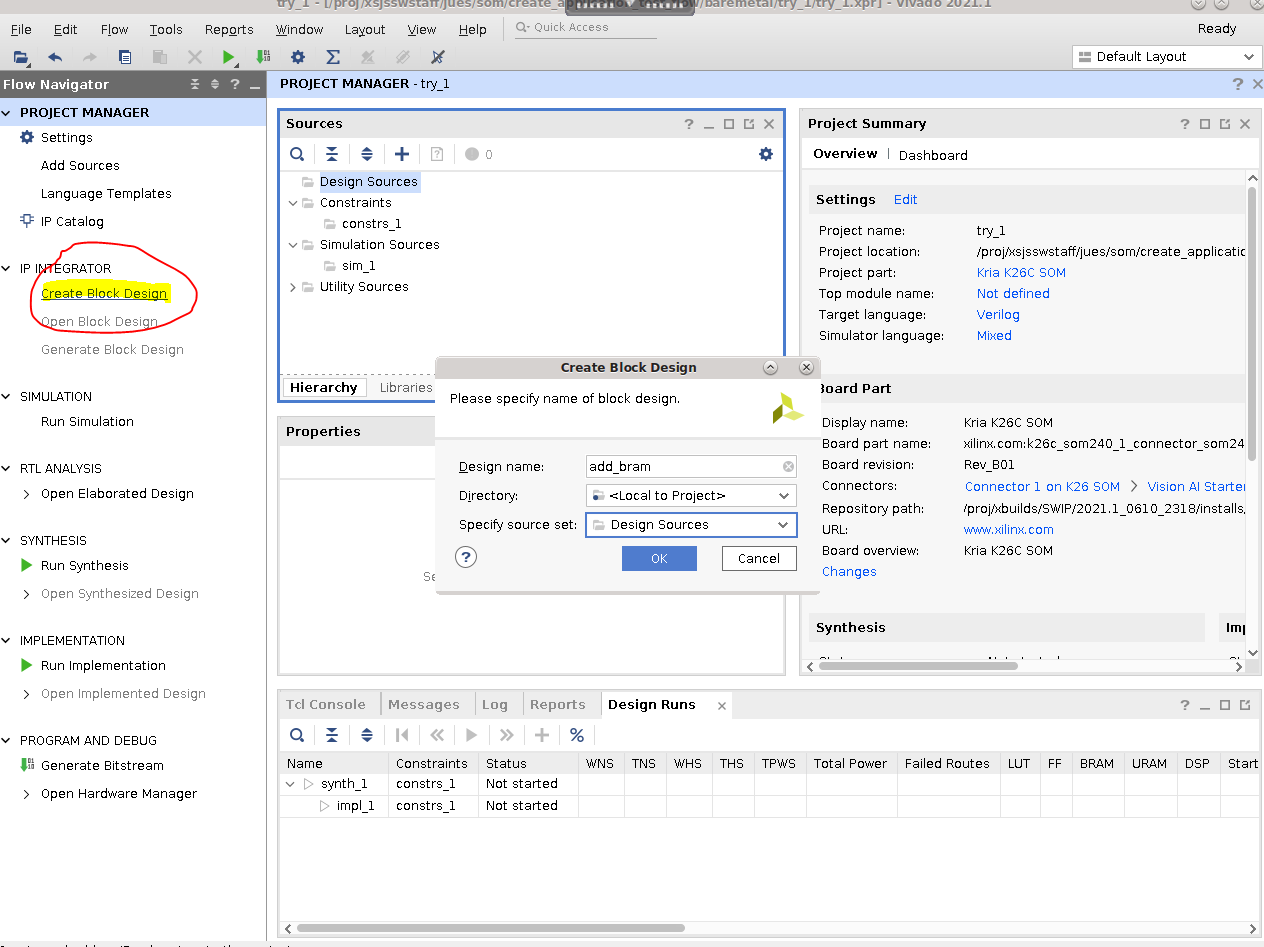 try_1 - [/proj/xsjsswstaff/jues/som/create_application_ow/baremetal/try_1/try_1.xpr] - Vivado 2021.1
File Edit Flow Tools Reports Window Layout View Help Quick Access Ready
Default Layout
Flow Navigator
PROJECT MANAGER - try_1
PROJECT MANAGER
Settings
Add Sources
Language Templates
IP Catalog
IP INTEGRATOR
Create Block Design
Open Block Design
Generate Block Design
SIMULATION
Run Simulation
RTL ANALYSIS
Open Elaborated Design
SYNTHESIS
Run Synthesis
Open Synthesized Design
IMPLEMENTATION
Run Implementation
Open Implemented Design
PROGRAM AND DEBUG
Generate Bitstream
Open Hardware Manager
Sources
0
Design Sources
Constraints
constrs_1
Simulation Sources
sim_1
Utility Sources
Hierarchy Libraries
Properties
Se
Create Block Design
Please specify name of block design.
Design name: add_bram
Directory: <Local to Project>
Specify source set: Design Sources
? OK Cancel
Project Summary
Overview | Dashboard
Settings Edit
Project name: try_1
Project location: /proj/xsjsswstaff/jues/som/create_applicatic
Project part: Kria K26C SOM
Top module name: Not defined
Target language: Verilog
Simulator language: Mixed
Board Part
Display name: Kria K26C SOM
Board part name: xilinx.com:k26c_som240_1_connector_som24
Board revision: Rev_B01
Connectors: Connector 1 on K26 SOM > Vision AI Starter
Repository path: /proj/xbuilds/SWIP/2021.1_0610_2318/installs,
URL: www.xilinx.com
Board overview: Kria K26C SOM
Changes
Synthesis Imp
Tcl Console Messages Log Reports Design Runs
Name Constraints Status WNS TNS WHS THS TPWS Total Power Failed Routes LUT FF BRAM URAM DSP Start
synth_1 constrs_1 Not started
impl_1 constrs_1 Not started